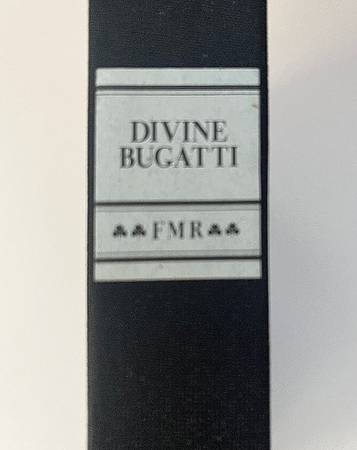 DIVINE
BUGATTI
♣♣FMR♣♣